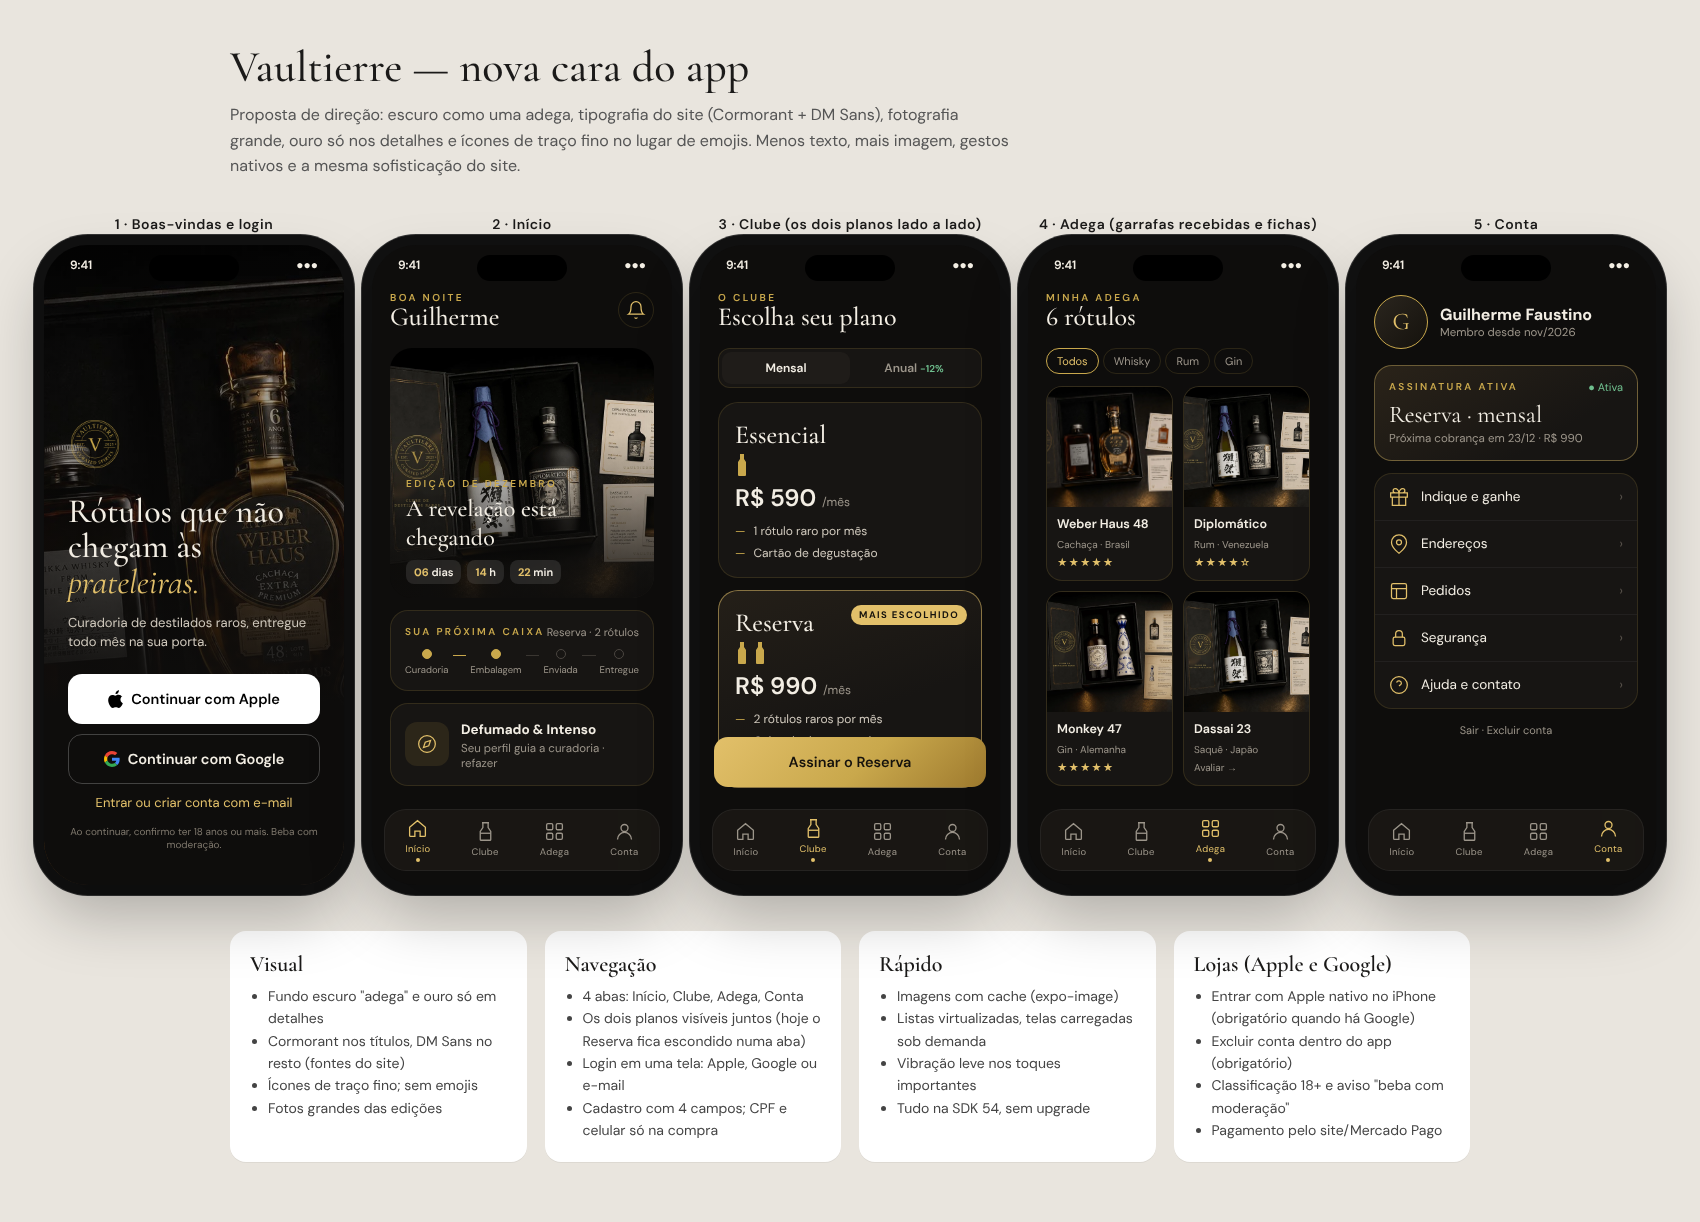 Vaultierre — nova cara do app
Proposta de direção: escuro como uma adega, tipografia do site (Cormorant + DM Sans), fotografia
grande, ouro só nos detalhes e ícones de traço fino no lugar de emojis. Menos texto, mais imagem, gestos
nativos e a mesma sofisticação do site.
1 · Boas-vindas e login
9:41
6
VAULTIERRE
V
WEBER
HAUS
CACHAÇA
EXTRA
PREMIUM
48
Rótulos que não
chegam às
prateleiras.
Curadoria de destilados raros, entregue
todo mês na sua porta.
Continuar com Apple
Continuar com Google
Entrar ou criar conta com e-mail
Ao continuar, confirmo ter 18 anos ou mais. Beba com
moderação.
2 · Início
9:41
BOA NOITE
Guilherme
V
EDIÇÃO DE DEZEMBRO
A revelação está
chegando
06 dias
14 h
22 min
SUA PRÓXIMA CAIXA
Reserva · 2 rótulos
Curadoria
Embalagem
Enviada
Entregue
Defumado & Intenso
Seu perfil guia a curadoria ·
refazer
Início
Clube
Adega
Conta
3 · Clube (os dois planos lado a lado)
9:41
O CLUBE
Escolha seu plano
Mensal
Anual -12%
Essencial
R$ 590 /mês
— 1 rótulo raro por mês
— Cartão de degustação
Reserva
MAIS ESCOLHIDO
R$ 990 /mês
— 2 rótulos raros por mês
Assinar o Reserva
Início
Clube
Adega
Conta
4 · Adega (garrafas recebidas e fichas)
9:41
MINHA ADEGA
6 rótulos
Todos
Whisky
Rum
Gin
Weber Haus 48
Cachaça · Brasil
★★★★★
Diplomático
Rum · Venezuela
★★★★☆
Monkey 47
Gin · Alemanha
★★★★★
Dassai 23
Saquê · Japão
Avaliar →
Início
Clube
Adega
Conta
5 · Conta
9:41
G
Guilherme Faustino
Membro desde nov/2026
ASSINATURA ATIVA
● Ativa
Reserva · mensal
Próxima cobrança em 23/12 · R$ 990
Indique e ganhe
Endereços
Pedidos
Segurança
Ajuda e contato
Sair · Excluir conta
Início
Clube
Adega
Conta
Visual
• Fundo escuro "adega" e ouro só em
detalhes
• Cormorant nos títulos, DM Sans no
resto (fontes do site)
• Ícones de traço fino; sem emojis
• Fotos grandes das edições
Navegação
• 4 abas: Início, Clube, Adega, Conta
• Os dois planos visíveis juntos (hoje o
Reserva fica escondido numa aba)
• Login em uma tela: Apple, Google ou
e-mail
• Cadastro com 4 campos; CPF e
celular só na compra
Rápido
• Imagens com cache (expo-image)
• Listas virtualizadas, telas carregadas
sob demanda
• Vibração leve nos toques
importantes
• Tudo na SDK 54, sem upgrade
Lojas (Apple e Google)
• Entrar com Apple nativo no iPhone
(obrigatório quando há Google)
• Excluir conta dentro do app
(obrigatório)
• Classificação 18+ e aviso "beba com
moderação"
• Pagamento pelo site/Mercado Pago